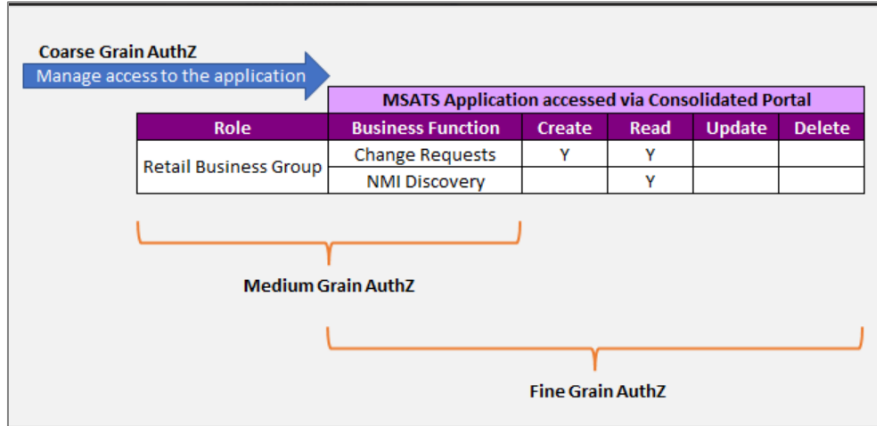 Coarse Grain AuthZ
Manage access to the application
MSATS Application accessed via Consolidated Portal
Role Business Function Create Read Update Delete
Retail Business Group Change Requests Y Y
NMI Discovery Y
Medium Grain AuthZ
Fine Grain AuthZ